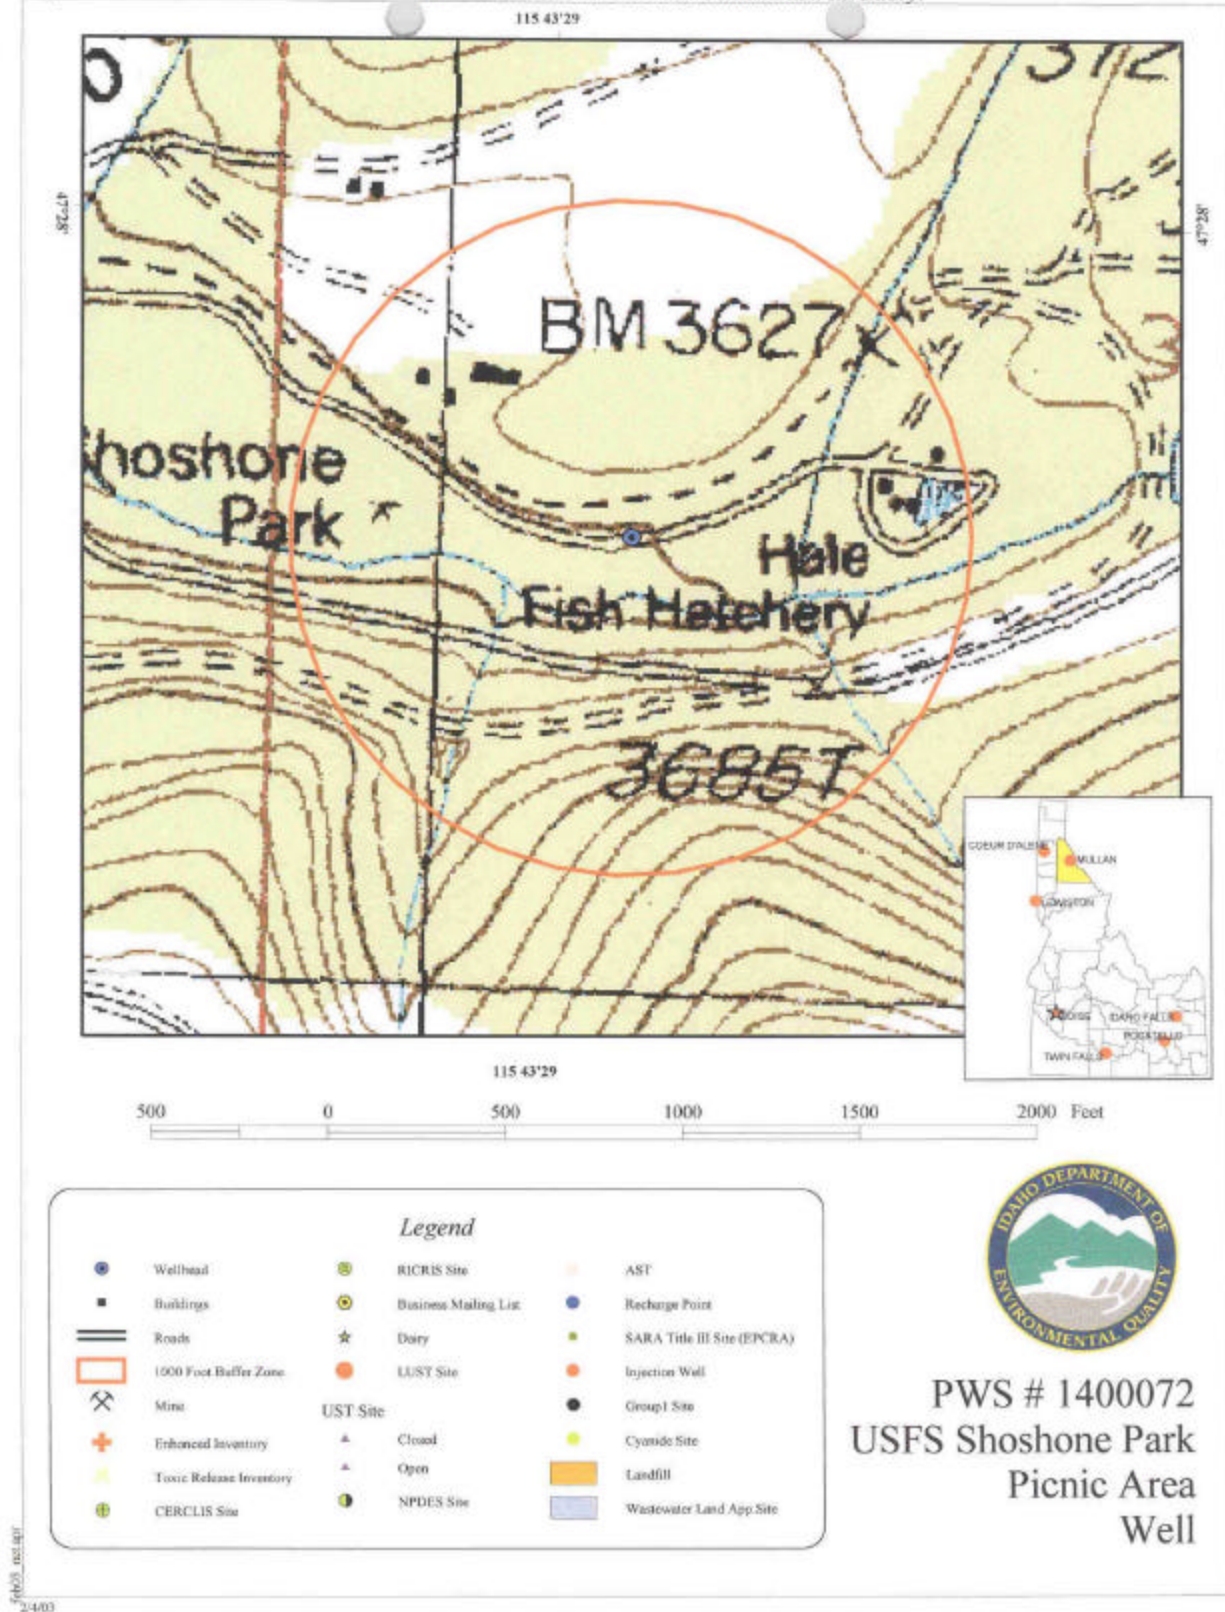 115 43'29
312
47°28'
47°28'
BM 3627
Shoshone
Park
Hale
Fish Hatchery
3685T
COEUR D'ALENE
MULLAN
LEWISTON
BOISE
IDAHO FALLS
POCATELLO
TWIN FALLS
115 43'29
500 0 500 1000 1500 2000 Feet
Legend
Wellhead
Buildings
Roads
1000 Foot Buffer Zone
Mine
Enhanced Inventory
Toxic Release Inventory
CERCLIS Site
RICRIS Site
Business Mailing List
Dairy
LUST Site
UST Site
Closed
Open
NPDES Site
AST
Recharge Point
SARA Title III Site (EPCRA)
Injection Well
Group1 Site
Cyanide Site
Landfill
Wastewater Land App.Site
IDAHO DEPARTMENT OF
ENVIRONMENTAL QUALITY
PWS # 1400072
USFS Shoshone Park
Picnic Area
Well
2/4/03